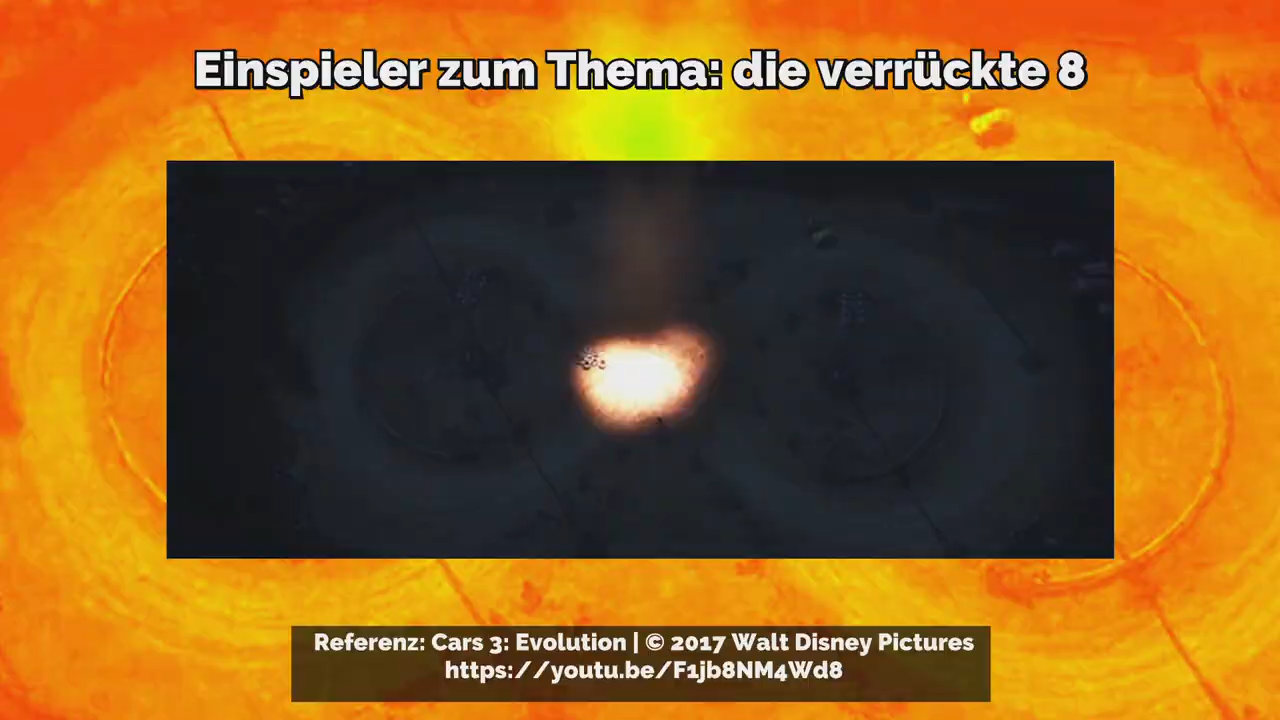 Einspieler zum Thema: die verrückte 8
Referenz: Cars 3: Evolution | © 2017 Walt Disney Pictures
https://youtu.be/F1jb8NM4Wd8